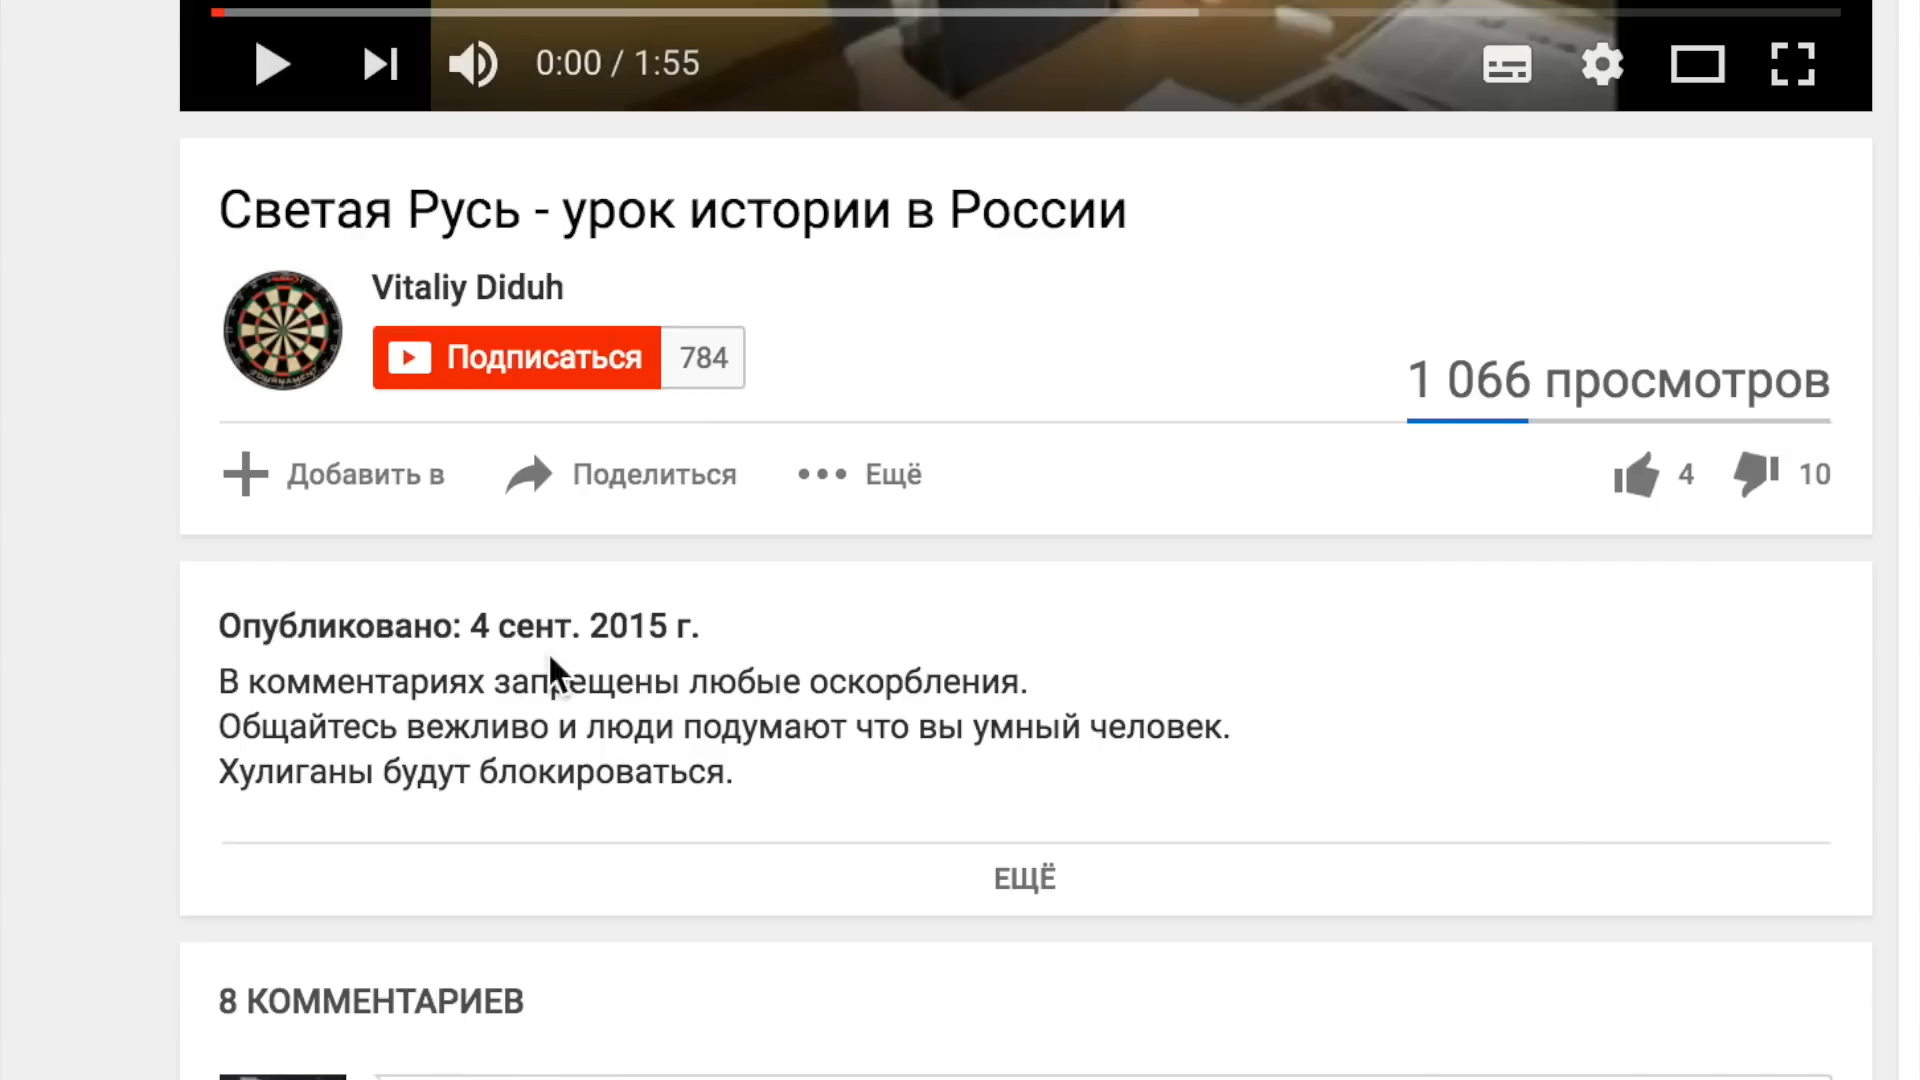 0:00 / 1:55
Светая Русь - урок истории в России
Vitaliy Diduh
Подписаться 784
1 066 просмотров
Добавить в Поделиться Ещё 4 10
Опубликовано: 4 сент. 2015 г.
В комментариях запрещены любые оскорбления.
Общайтесь вежливо и люди подумают что вы умный человек.
Хулиганы будут блокироваться.
ЕЩЁ
8 КОММЕНТАРИЕВ